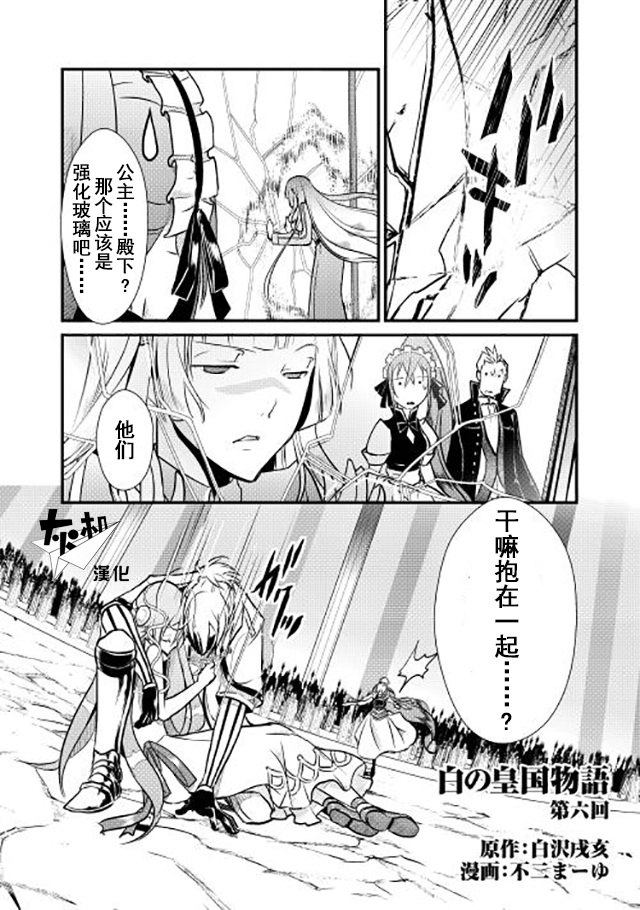 公主……殿下？
那个应该是
强化玻璃吧……
他们
干嘛抱在一起……？
灰机
漢化
白の皇国物語
第六回
原作：白沢戌亥
漫画：不二まーゆ